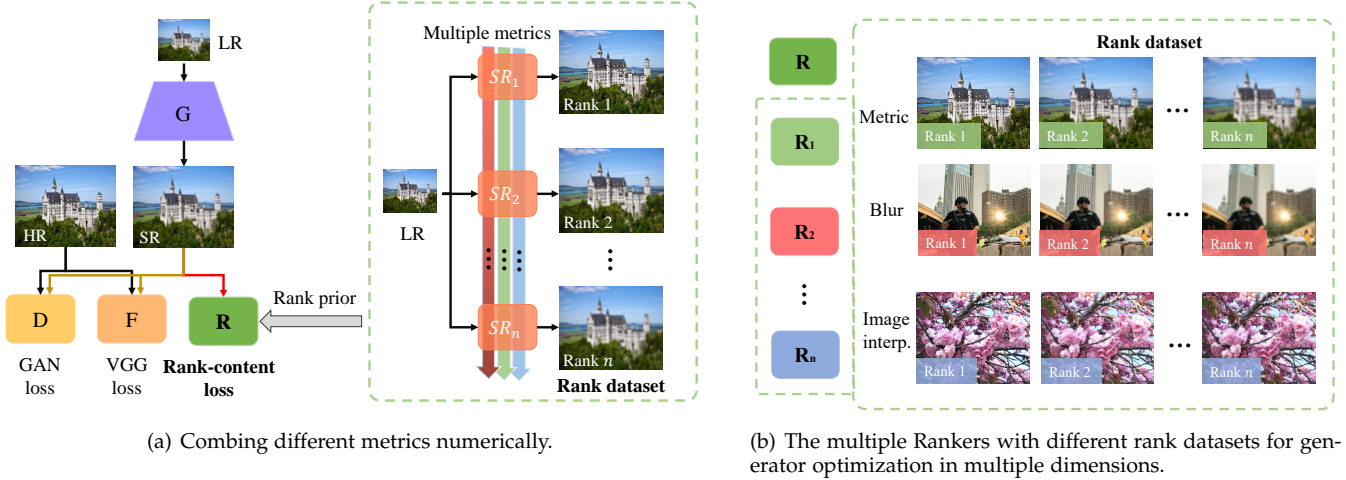 LR
G
HR
SR
D
F
R
GAN
loss
VGG
loss
Rank-content
loss
Rank prior
Multiple metrics
LR
SR₁
Rank 1
SR₂
Rank 2
SRₙ
Rank n
Rank dataset
(a) Combing different metrics numerically.
R
R₁
R₂
Rₙ
Rank dataset
Metric
Rank 1
Rank 2
Rank n
Blur
Rank 1
Rank 2
Rank n
Image
interp.
Rank 1
Rank 2
Rank n
(b) The multiple Rankers with different rank datasets for gen-
erator optimization in multiple dimensions.